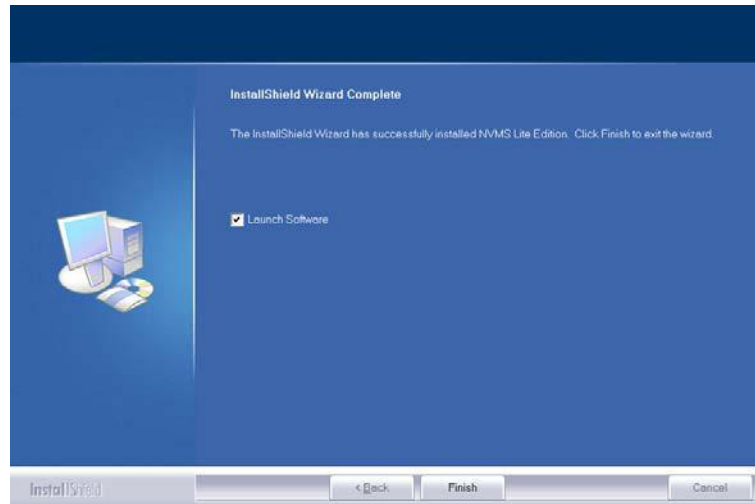 InstallShield Wizard Complete
The InstallShield Wizard has successfully installed NVMS Lite Edition. Click Finish to exit the wizard.
Launch Software
InstallShield
< Back
Finish
Cancel